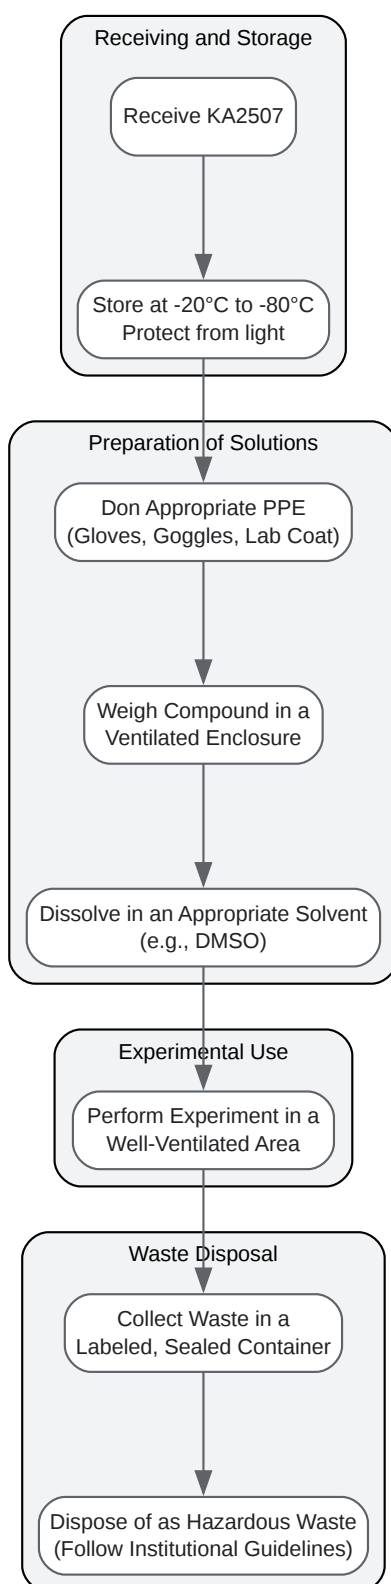 Receiving and Storage
Receive KA2507
Store at -20°C to -80°C
Protect from light
Preparation of Solutions
Don Appropriate PPE
(Gloves, Goggles, Lab Coat)
Weigh Compound in a
Ventilated Enclosure
Dissolve in an Appropriate Solvent
(e.g., DMSO)
Experimental Use
Perform Experiment in a
Well-Ventilated Area
Waste Disposal
Collect Waste in a
Labeled, Sealed Container
Dispose of as Hazardous Waste
(Follow Institutional Guidelines)